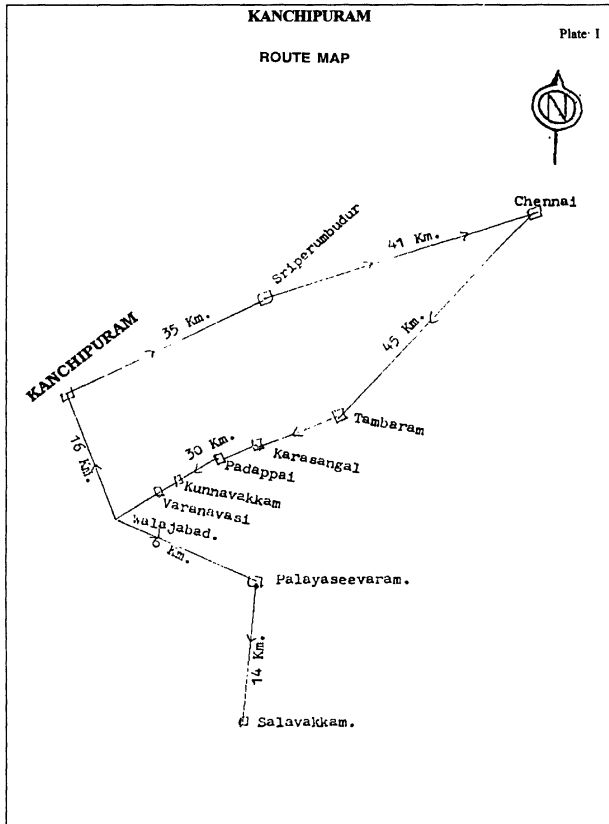 KANCHIPURAM
Plate· I
ROUTE MAP
N
Chennai
Sriperumbudur
41 Km.
35 Km.
KANCHIPURAM
45 Km.
Tambaram
Karasangal
30 Km.
Padappai
Kunnavakkam
Varanavasi
16 Km.
Walajabad.
6 Km.
Palayaseevaram.
14 Km.
Salavakkam.